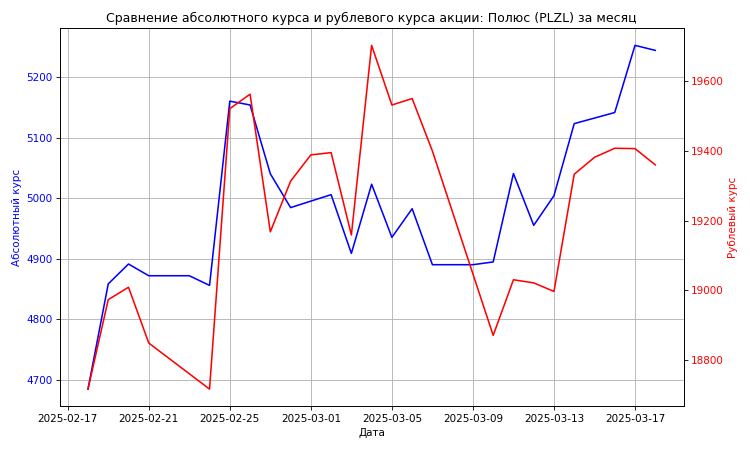 Сравнение абсолютного курса и рублевого курса акции: Полюс (PLZL) за месяц
Абсолютный курс
5200
5100
5000
4900
4800
4700
19600
19400
19200
19000
18800
Рублевый курс
2025-02-17 2025-02-21 2025-02-25 2025-03-01 2025-03-05 2025-03-09 2025-03-13 2025-03-17
Дата